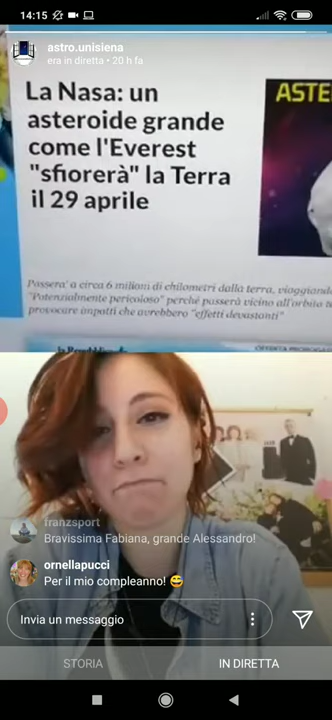 14:15
astro.unisiena
era in diretta • 20 h fa
La Nasa: un
asteroide grande
come l'Everest
"sfiorerà" la Terra
il 29 aprile
ASTE
Passera' a circa 6 milioni di chilometri dalla terra, viaggiando
"Potenzialmente pericoloso" perché passerà vicino all'orbita te
provocare impatti che avrebbero "effetti devastanti"
franzsport
Bravissima Fabiana, grande Alessandro!
ornellapucci
Per il mio compleanno! 😅
Invia un messaggio
STORIA
IN DIRETTA